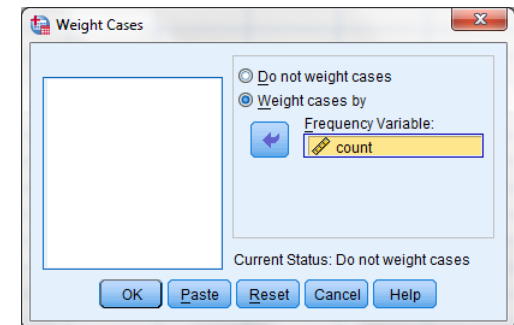 Weight Cases
Do not weight cases
Weight cases by
Frequency Variable:
count
Current Status: Do not weight cases
OK Paste Reset Cancel Help